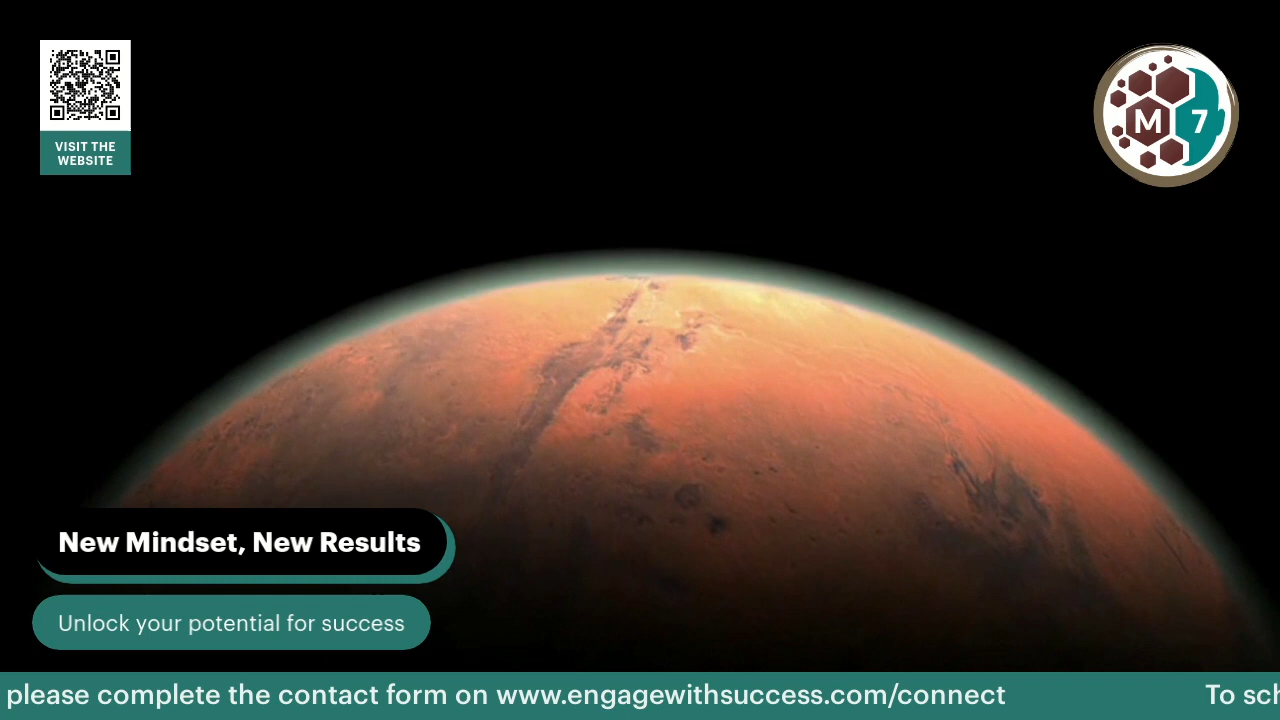 VISIT THE
WEBSITE
M 7
New Mindset, New Results
Unlock your potential for success
please complete the contact form on www.engagewithsuccess.com/connect
To sch